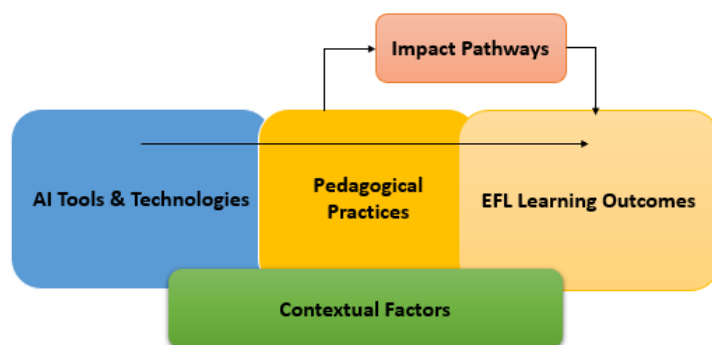 Impact Pathways
AI Tools & Technologies
Pedagogical
Practices
EFL Learning Outcomes
Contextual Factors